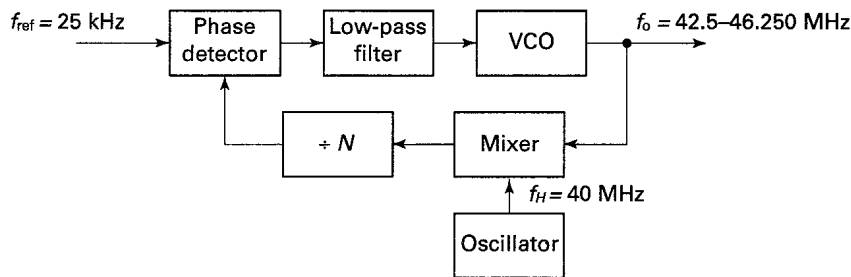 f_ref = 25 kHz
Phase
detector
Low-pass
filter
VCO
f_o = 42.5–46.250 MHz
÷ N
Mixer
f_H = 40 MHz
Oscillator